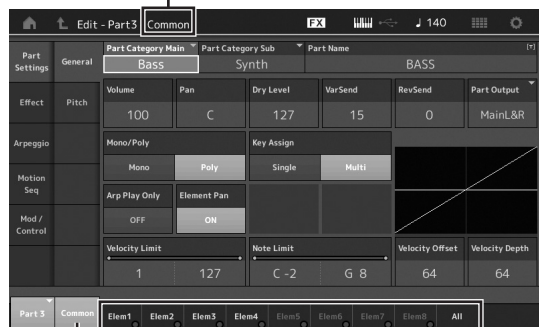 Edit - Part3 Common FX 140
Part Settings General Part Category Main Part Category Sub Part Name [T]
Bass Synth BASS
Effect Pitch Volume Pan Dry Level VarSend RevSend Part Output
100 C 127 15 0 MainL&R
Arpeggio Mono/Poly Key Assign
Mono Poly Single Multi
Motion Seq
Arp Play Only Element Pan
OFF ON
Mod / Control
Velocity Limit Note Limit Velocity Offset Velocity Depth
1 127 C -2 G 8 64 64
Part 3 Common Elem1 Elem2 Elem3 Elem4 Elem5 Elem6 Elem7 Elem8 All